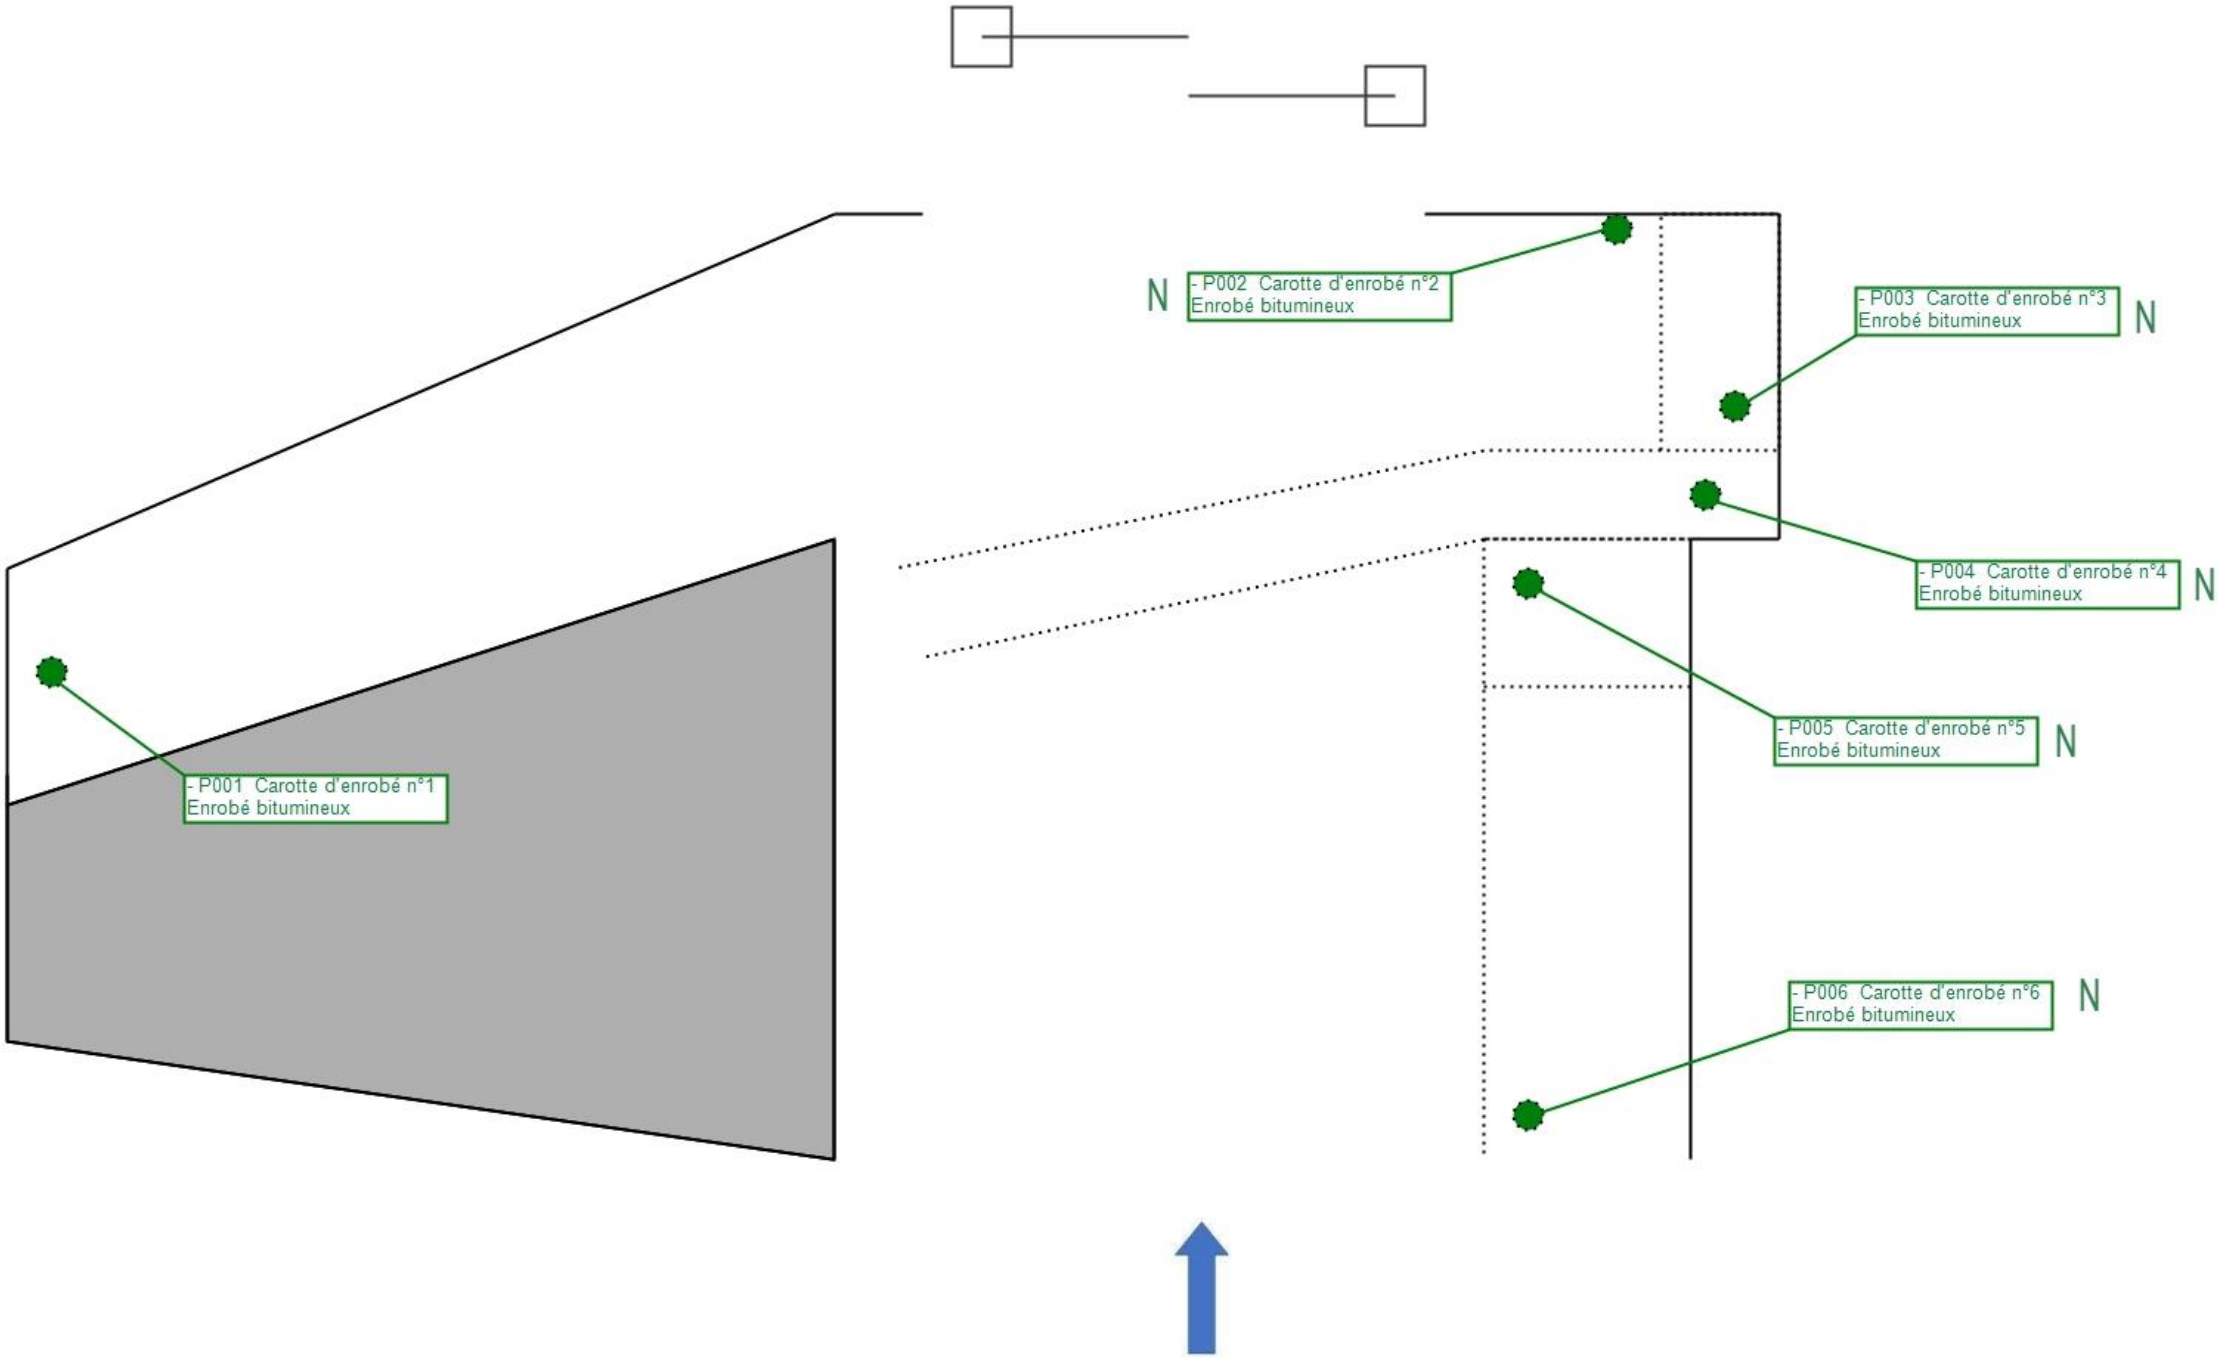 N
- P002 Carotte d'enrobé n°2
Enrobé bitumineux
- P003 Carotte d'enrobé n°3
Enrobé bitumineux
N
- P004 Carotte d'enrobé n°4
Enrobé bitumineux
N
- P005 Carotte d'enrobé n°5
Enrobé bitumineux
N
- P001 Carotte d'enrobé n°1
Enrobé bitumineux
- P006 Carotte d'enrobé n°6
Enrobé bitumineux
N